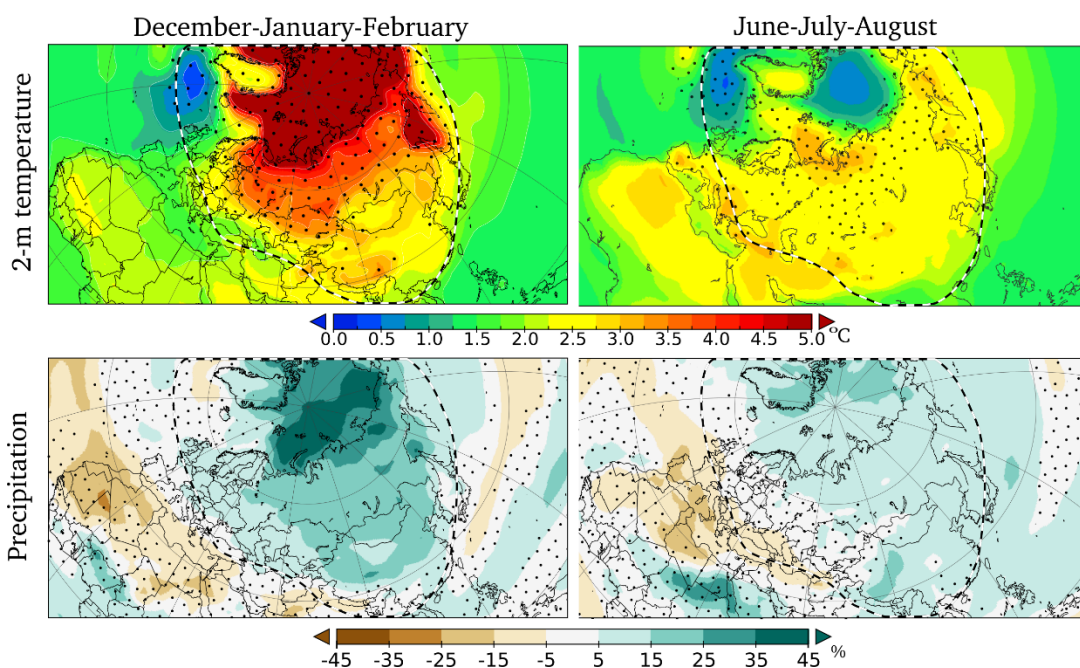 December-January-February
June-July-August
2-m temperature
0.0 0.5 1.0 1.5 2.0 2.5 3.0 3.5 4.0 4.5 5.0 °C
Precipitation
-45 -35 -25 -15 -5 5 15 25 35 45 %